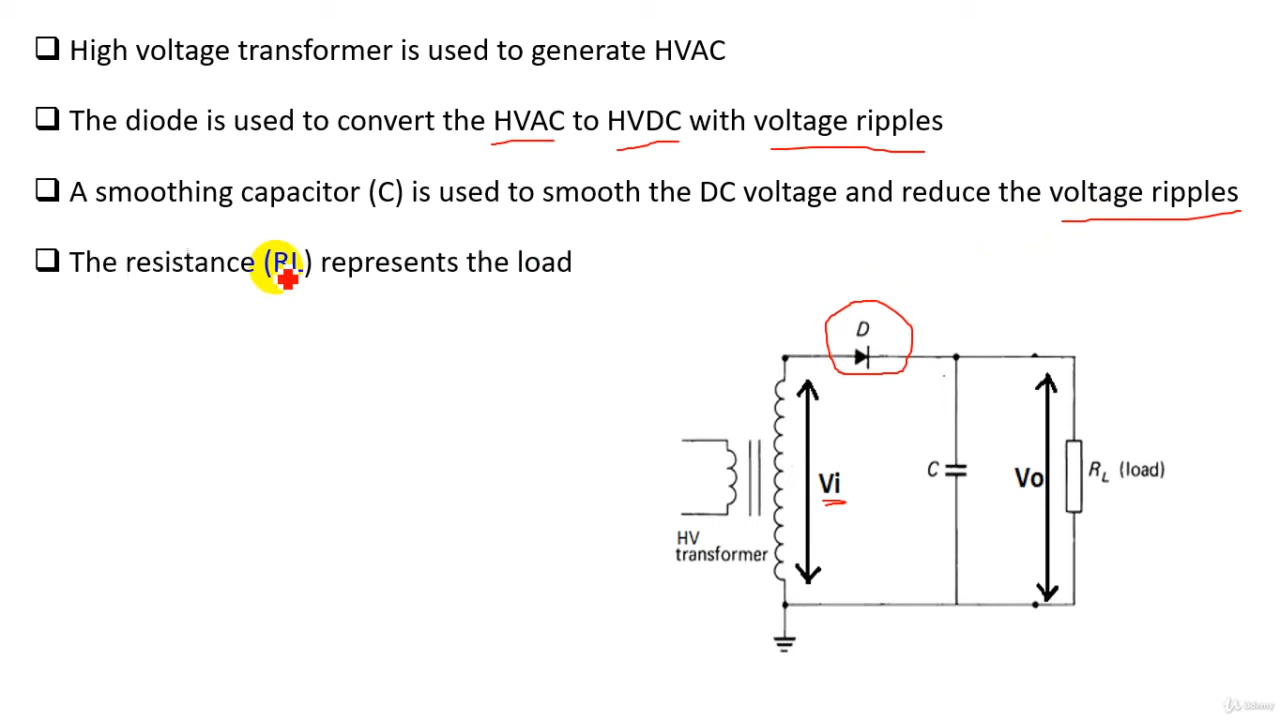 High voltage transformer is used to generate HVAC
The diode is used to convert the HVAC to HVDC with voltage ripples
A smoothing capacitor (C) is used to smooth the DC voltage and reduce the voltage ripples
The resistance (RL) represents the load
D
Vi
C
Vo
RL (load)
HV
transformer
Udemy